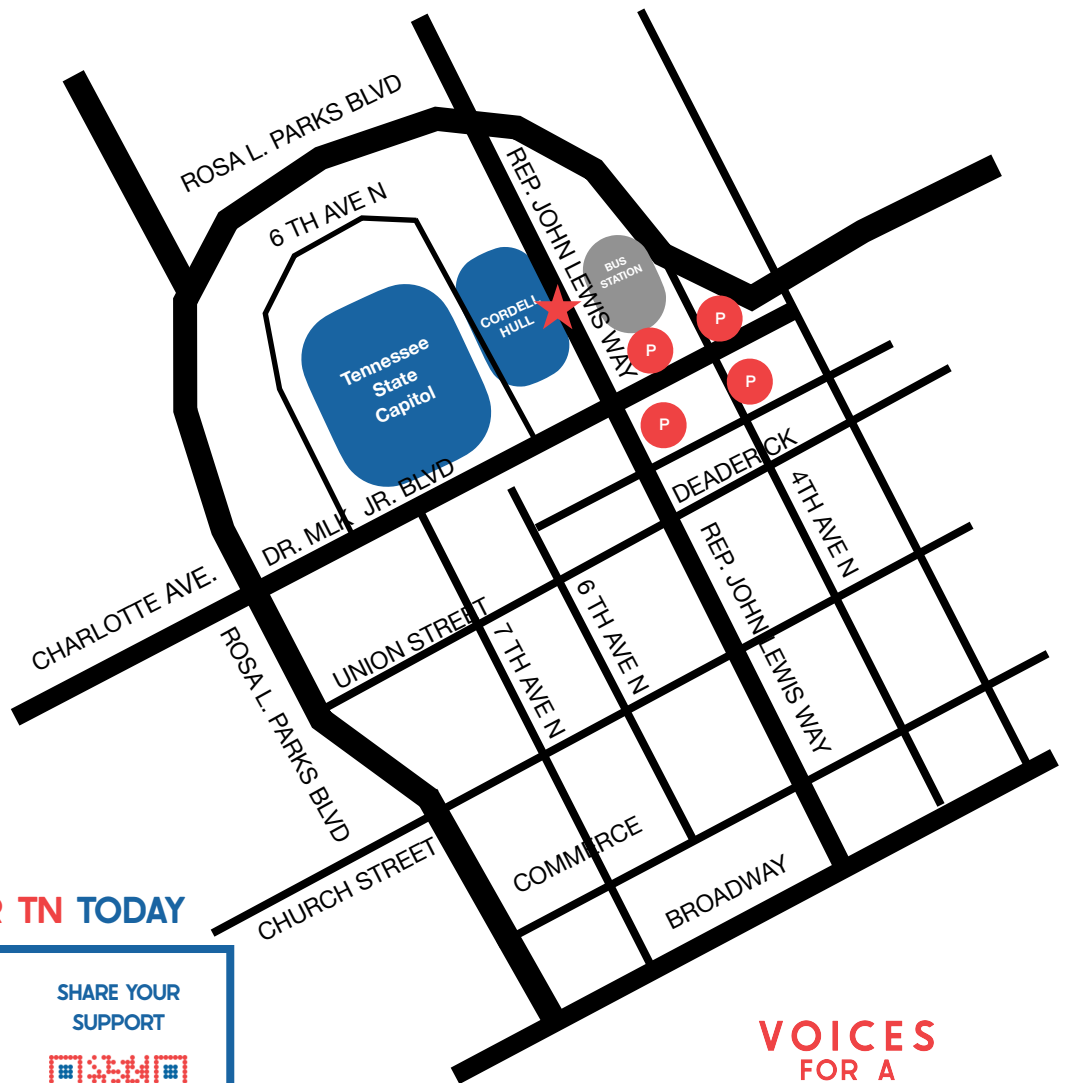 ROSA L. PARKS BLVD
6 TH AVE N
REP. JOHN LEWIS WAY
BUS
STATION
CORDELL
HULL
Tennessee
State
Capitol
P
P
P
P
DR. MLK JR. BLVD
DEADERICK
CHARLOTTE AVE.
4TH AVE N
UNION STREET
7 TH AVE N
6 TH AVE N
REP. JOHN LEWIS WAY
ROSA L. PARKS BLVD
CHURCH STREET
COMMERCE
BROADWAY
TN TODAY
SHARE YOUR
SUPPORT
VOICES
FOR A